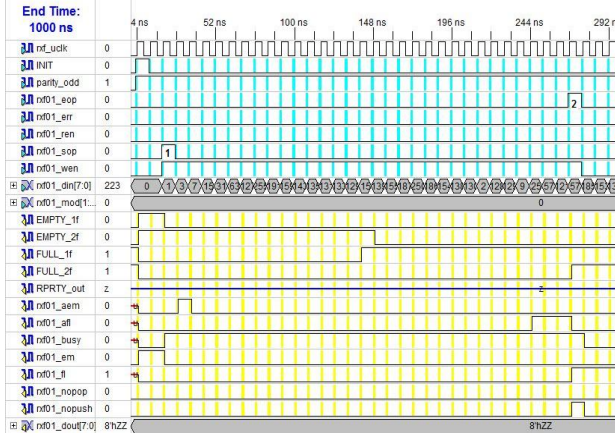 End Time:
1000 ns
4 ns 52 ns 100 ns 148 ns 196 ns 244 ns 292 n
rxf_uclk 0
INIT 0
parity_odd 1
rxf01_eop 0 2
rxf01_err 0
rxf01_ren 0
rxf01_sop 0 1
rxf01_wen 0
rxf01_din[7:0] 223 0 1 3 7
rxf01_mod[1:... 0 0
EMPTY_1f 0
EMPTY_2f 0
FULL_1f 1
FULL_2f 1
RPRTY_out z z
rxf01_aem 0 u
rxf01_afl 0 u
rxf01_busy 0 u
rxf01_em 0
rxf01_fl 1 u
rxf01_nopop 0
rxf01_nopush 0
rxf01_dout[7:0] 8'hZZ 8'hZZ